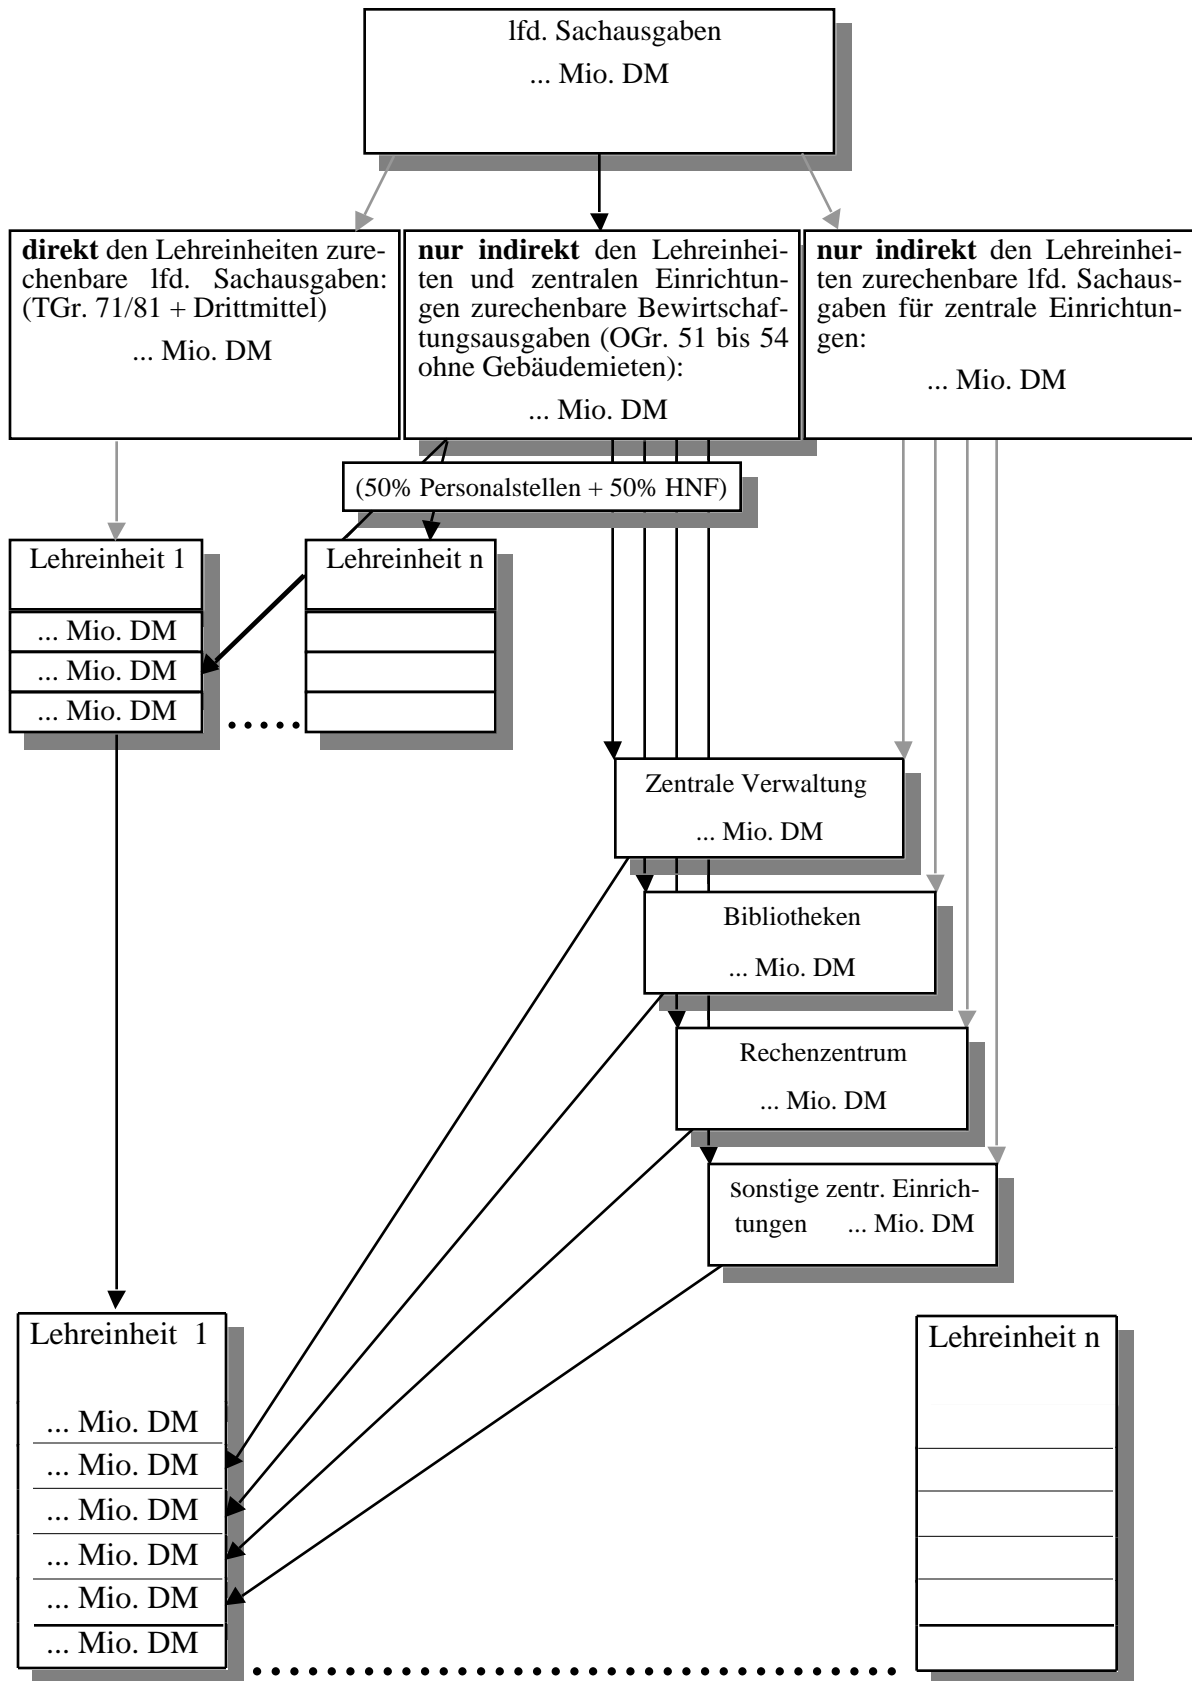 lfd. Sachausgaben
... Mio. DM
direkt den Lehreinheiten zure-
chenbare lfd. Sachausgaben:
(TGr. 71/81 + Drittmittel)
... Mio. DM
nur indirekt den Lehreinhei-
ten und zentralen Einrichtun-
gen zurechenbare Bewirtschaf-
tungsausgaben (OGr. 51 bis 54
ohne Gebäudemieten):
... Mio. DM
nur indirekt den Lehreinhei-
ten zurechenbare lfd. Sachaus-
gaben für zentrale Einrichtun-
gen:
... Mio. DM
(50% Personalstellen + 50% HNF)
Lehreinheit 1
... Mio. DM
... Mio. DM
... Mio. DM
Lehreinheit n
Zentrale Verwaltung
... Mio. DM
Bibliotheken
... Mio. DM
Rechenzentrum
... Mio. DM
sonstige zentr. Einrich-
tungen ... Mio. DM
Lehreinheit 1
... Mio. DM
... Mio. DM
... Mio. DM
... Mio. DM
... Mio. DM
... Mio. DM
Lehreinheit n